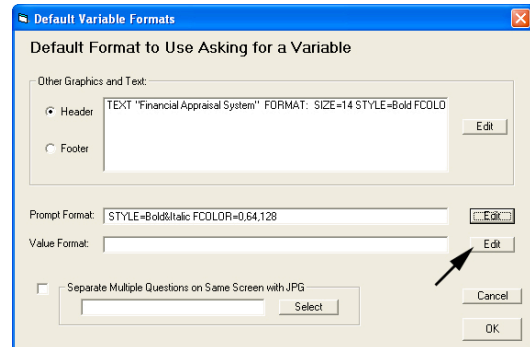 Default Variable Formats
Default Format to Use Asking for a Variable
Other Graphics and Text:
Header
TEXT "Financial Appraisal System" FORMAT: SIZE=14 STYLE=Bold FCOLO
Edit
Footer
Prompt Format: STYLE=Bold&Italic FCOLOR=0,64,128 Edit
Value Format: Edit
Separate Multiple Questions on Same Screen with JPG
Select
Cancel
OK